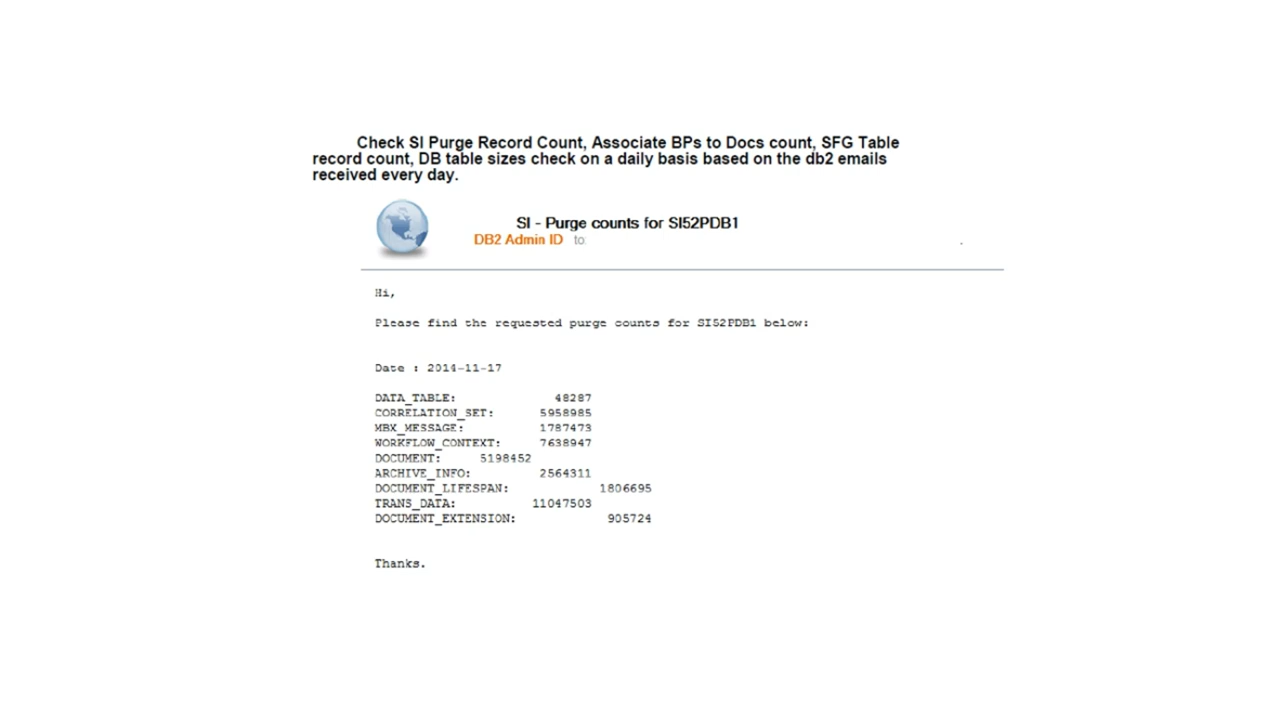 Check SI Purge Record Count, Associate BPs to Docs count, SFG Table
record count, DB table sizes check on a daily basis based on the db2 emails
received every day.
SI - Purge counts for SI52PDB1
DB2 Admin ID to:
Hi,
Please find the requested purge counts for SI52PDB1 below:
Date : 2014-11-17
DATA_TABLE: 48287
CORRELATION_SET: 5958985
MBX_MESSAGE: 1787473
WORKFLOW_CONTEXT: 7638947
DOCUMENT: 5198452
ARCHIVE_INFO: 2564311
DOCUMENT_LIFESPAN: 1806695
TRANS_DATA: 11047503
DOCUMENT_EXTENSION: 905724
Thanks.